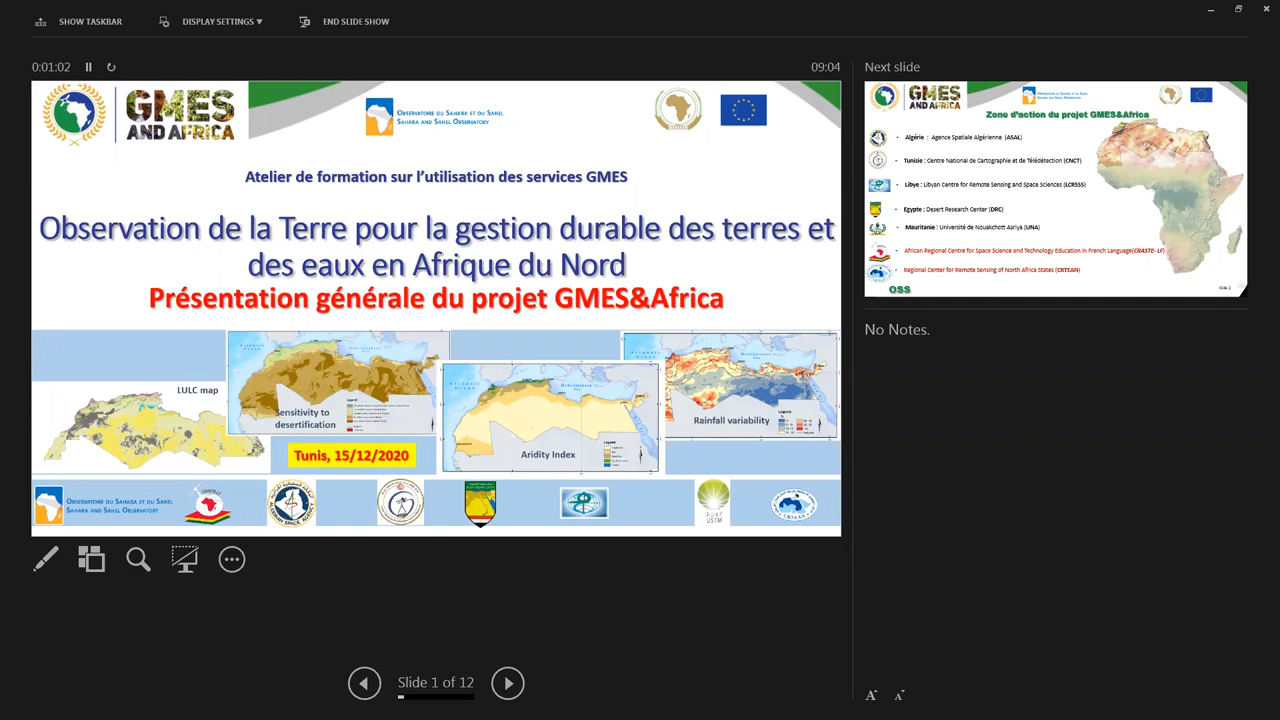 SHOW TASKBAR
DISPLAY SETTINGS ▼
END SLIDE SHOW
0:01:02
09:04
GMES
AND AFRICA
OBSERVATOIRE DU SAHARA ET DU SAHEL
SAHARA AND SAHEL OBSERVATORY
Atelier de formation sur l'utilisation des services GMES
Observation de la Terre pour la gestion durable des terres et
des eaux en Afrique du Nord
Présentation générale du projet GMES&Africa
LULC map
Sensitivity to
desertification
Aridity Index
Rainfall variability
Tunis, 15/12/2020
OBSERVATOIRE DU SAHARA ET DU SAHEL
SAHARA AND SAHEL OBSERVATORY
USTM
CRTEAN
Slide 1 of 12
Next slide
GMES
AND AFRICA
Zone d'action du projet GMES&Africa
• Algérie : Agence Spatiale Algérienne (ASAL)
• Tunisie : Centre National de Cartographie et de Télédétection (CNCT)
• Libye : Libyan Centre for Remote Sensing and Space Sciences (LCRSSS)
• Egypte : Desert Research Center (DRC)
• Mauritanie : Université de Nouakchott Asriya (UNA)
• African Regional Centre for Space Science and Technology Education in French Language(CRASTE- LF)
• Regional Center for Remote Sensing of North Africa States (CRTEAN)
OSS
Slide 2
No Notes.